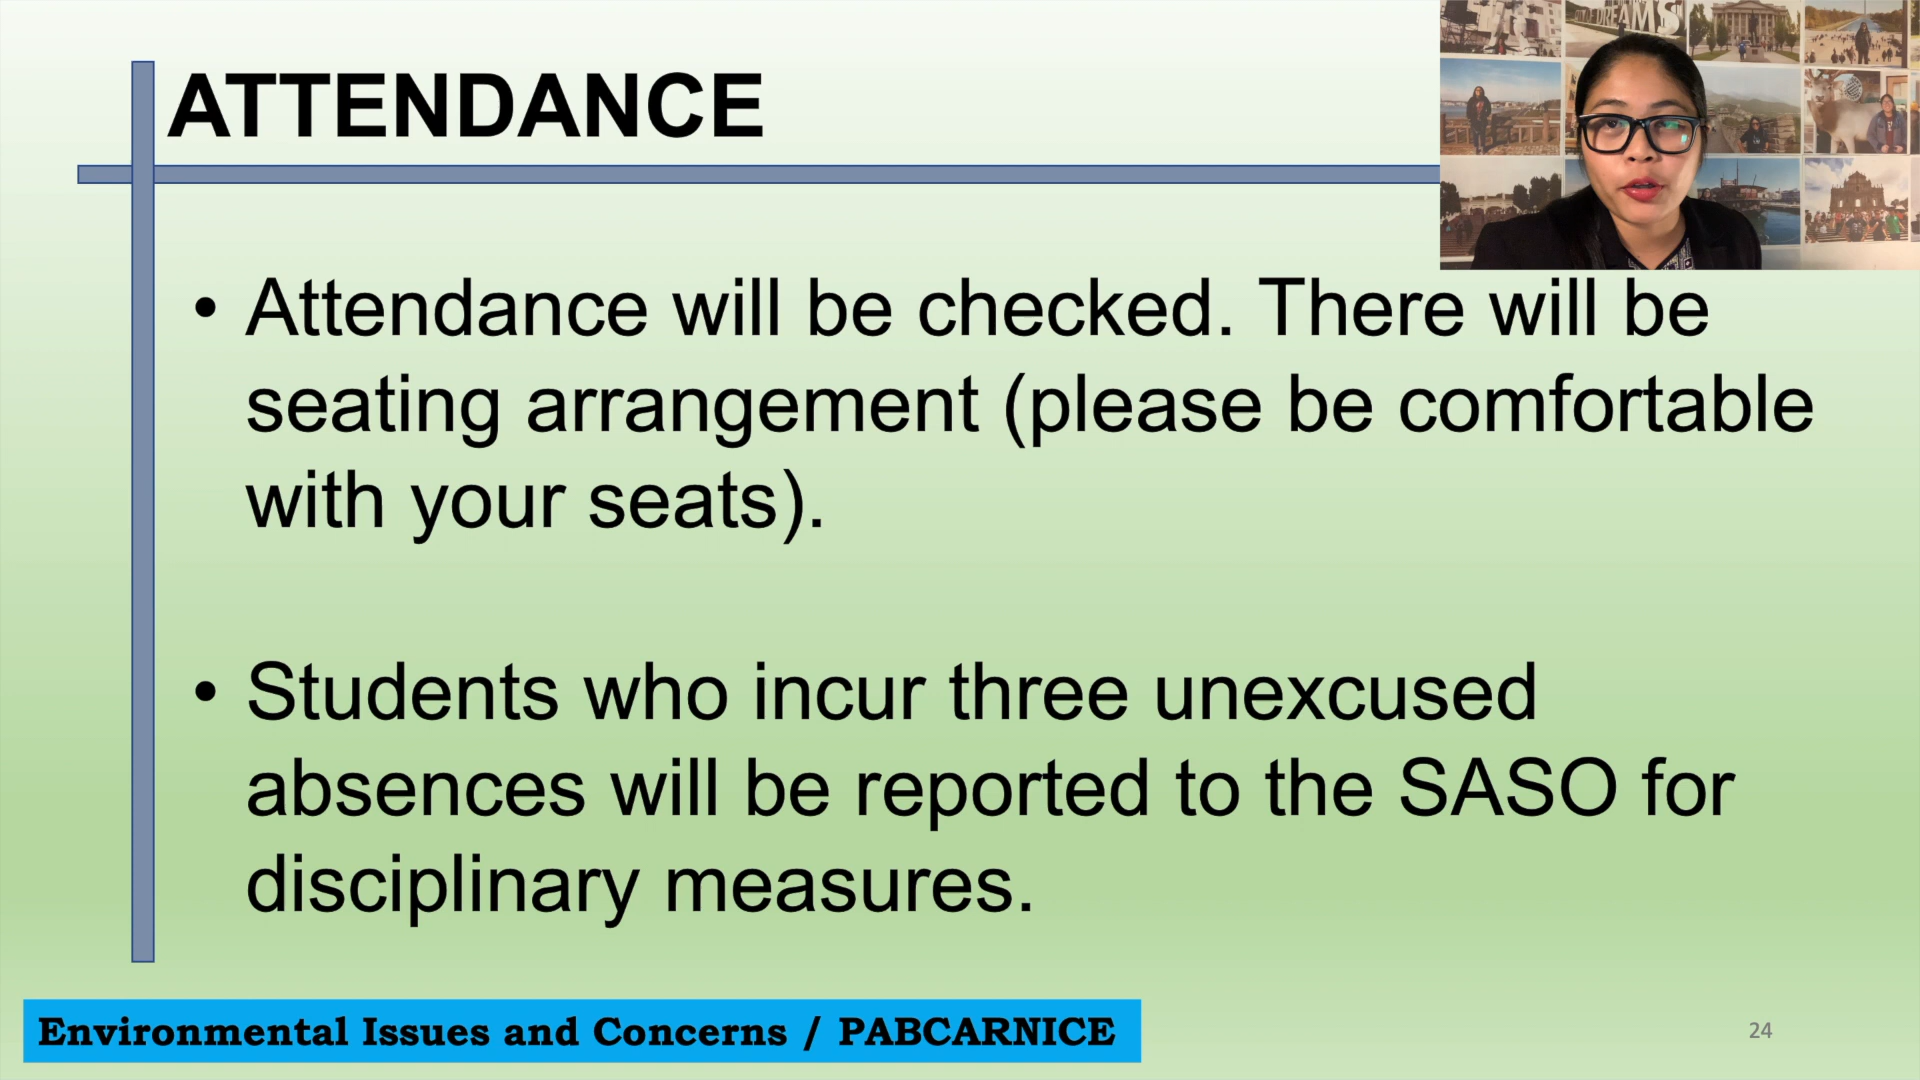 DREAMS
ATTENDANCE
• Attendance will be checked. There will be
seating arrangement (please be comfortable
with your seats).
• Students who incur three unexcused
absences will be reported to the SASO for
disciplinary measures.
Environmental Issues and Concerns / PABCARNICE
24